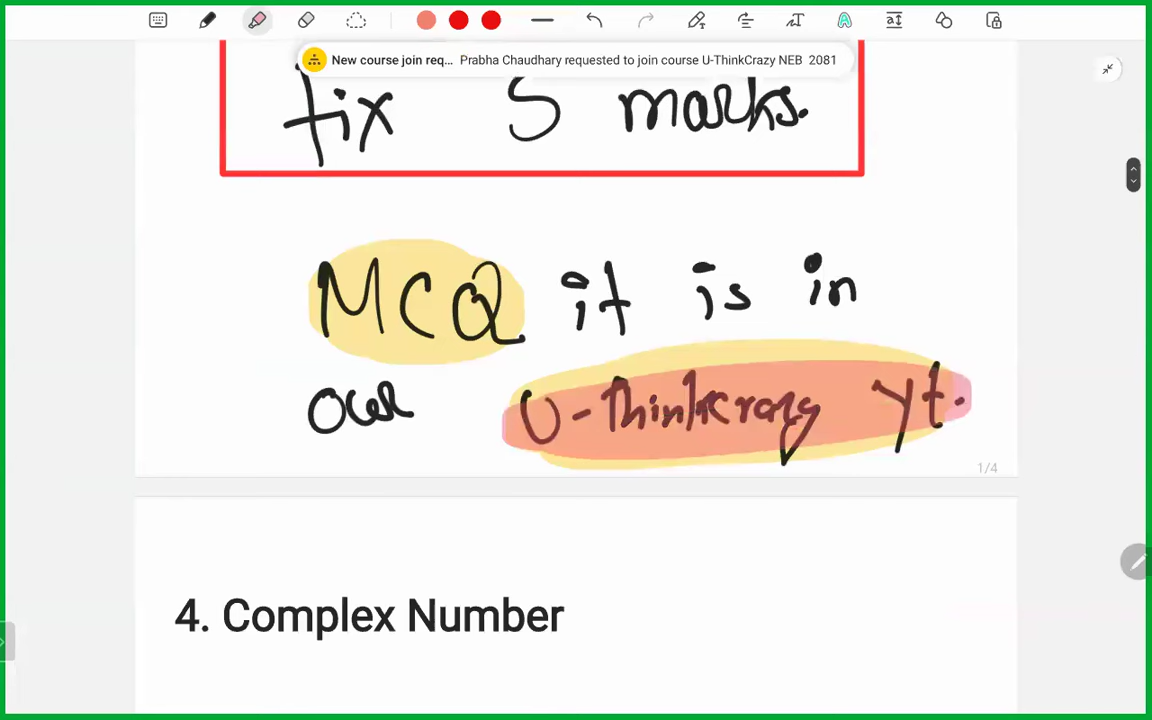 New course join req... Prabha Chaudhary requested to join course U-ThinkCrazy NEB 2081
fix 5 marks.
MCQ it is in
our U-Thinkcrazy yt.
1/4
4. Complex Number